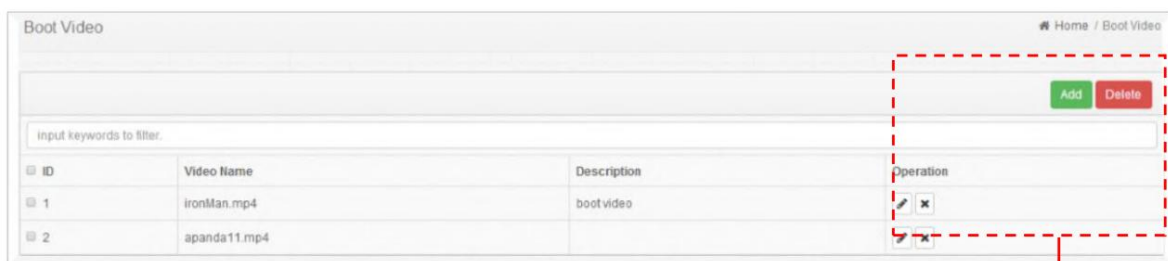 Boot Video
Home / Boot Video
Add Delete
input keywords to filter.
ID Video Name Description Operation
1 ironMan.mp4 boot video
2 apanda11.mp4